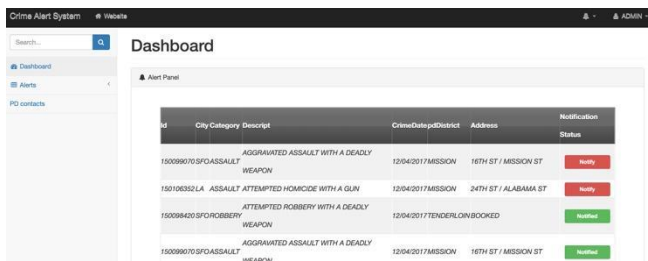 Crime Alert System Website ADMIN
Search...
Dashboard
Dashboard
Alerts
PD contacts
Alert Panel
Id City Category Descript CrimeDate pdDistrict Address Notification Status
150099070 SFO ASSAULT AGGRAVATED ASSAULT WITH A DEADLY WEAPON 12/04/2017 MISSION 16TH ST / MISSION ST Notify
150106352 LA ASSAULT ATTEMPTED HOMICIDE WITH A GUN 12/04/2017 MISSION 24TH ST / ALABAMA ST Notify
150098420 SFO ROBBERY ATTEMPTED ROBBERY WITH A DEADLY WEAPON 12/04/2017 TENDERLOIN BOOKED Notified
150099070 SFO ASSAULT AGGRAVATED ASSAULT WITH A DEADLY WEAPON 12/04/2017 MISSION 16TH ST / MISSION ST Notified